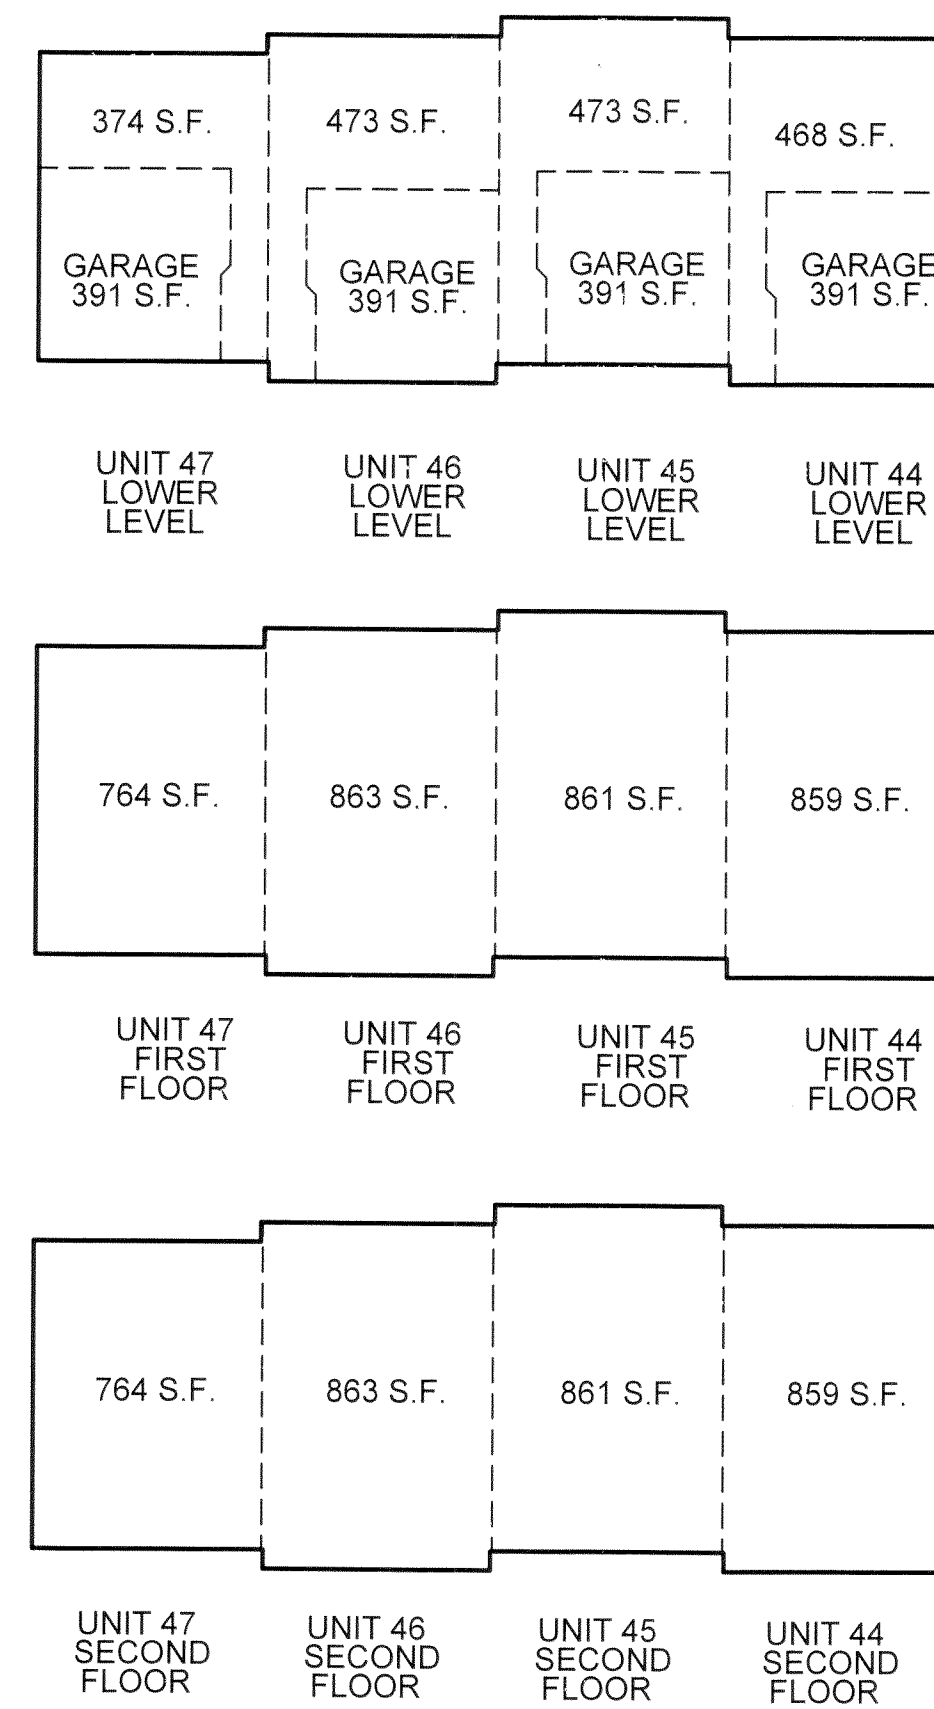 374 S.F.
473 S.F.
473 S.F.
468 S.F.
GARAGE
391 S.F.
GARAGE
391 S.F.
GARAGE
391 S.F.
GARAGE
391 S.F.
UNIT 47
LOWER
LEVEL
UNIT 46
LOWER
LEVEL
UNIT 45
LOWER
LEVEL
UNIT 44
LOWER
LEVEL
764 S.F.
863 S.F.
861 S.F.
859 S.F.
UNIT 47
FIRST
FLOOR
UNIT 46
FIRST
FLOOR
UNIT 45
FIRST
FLOOR
UNIT 44
FIRST
FLOOR
764 S.F.
863 S.F.
861 S.F.
859 S.F.
UNIT 47
SECOND
FLOOR
UNIT 46
SECOND
FLOOR
UNIT 45
SECOND
FLOOR
UNIT 44
SECOND
FLOOR